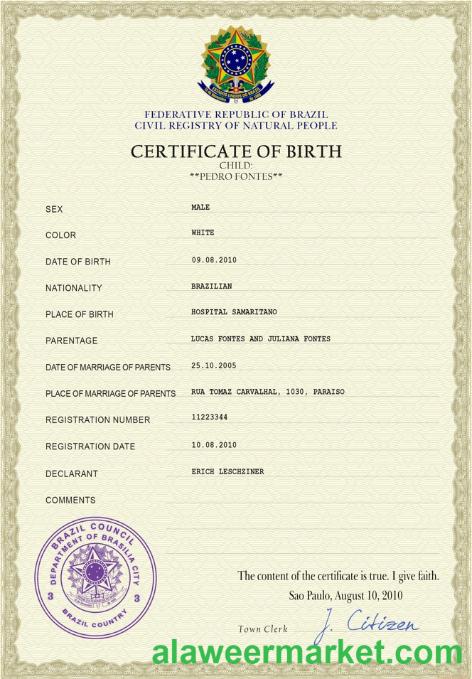 FEDERATIVE REPUBLIC OF BRAZIL
CIVIL REGISTRY OF NATURAL PEOPLE
CERTIFICATE OF BIRTH
CHILD:
**PEDRO FONTES**
SEX MALE
COLOR WHITE
DATE OF BIRTH 09.08.2010
NATIONALITY BRAZILIAN
PLACE OF BIRTH HOSPITAL SAMARITANO
PARENTAGE LUCAS FONTES AND JULIANA FONTES
DATE OF MARRIAGE OF PARENTS 25.10.2005
PLACE OF MARRIAGE OF PARENTS RUA TOMAZ CARVALHAL, 1030, PARAISO
REGISTRATION NUMBER 11223344
REGISTRATION DATE 10.08.2010
DECLARANT ERICH LESCHZINER
COMMENTS
BRAZIL COUNCIL
DEPARTMENT OF BRASILIA CITY
3 3
BRAZIL COUNTRY
The content of the certificate is true. I give faith.
Sao Paulo, August 10, 2010
Town Clerk J. Citizen
alaweermarket.com